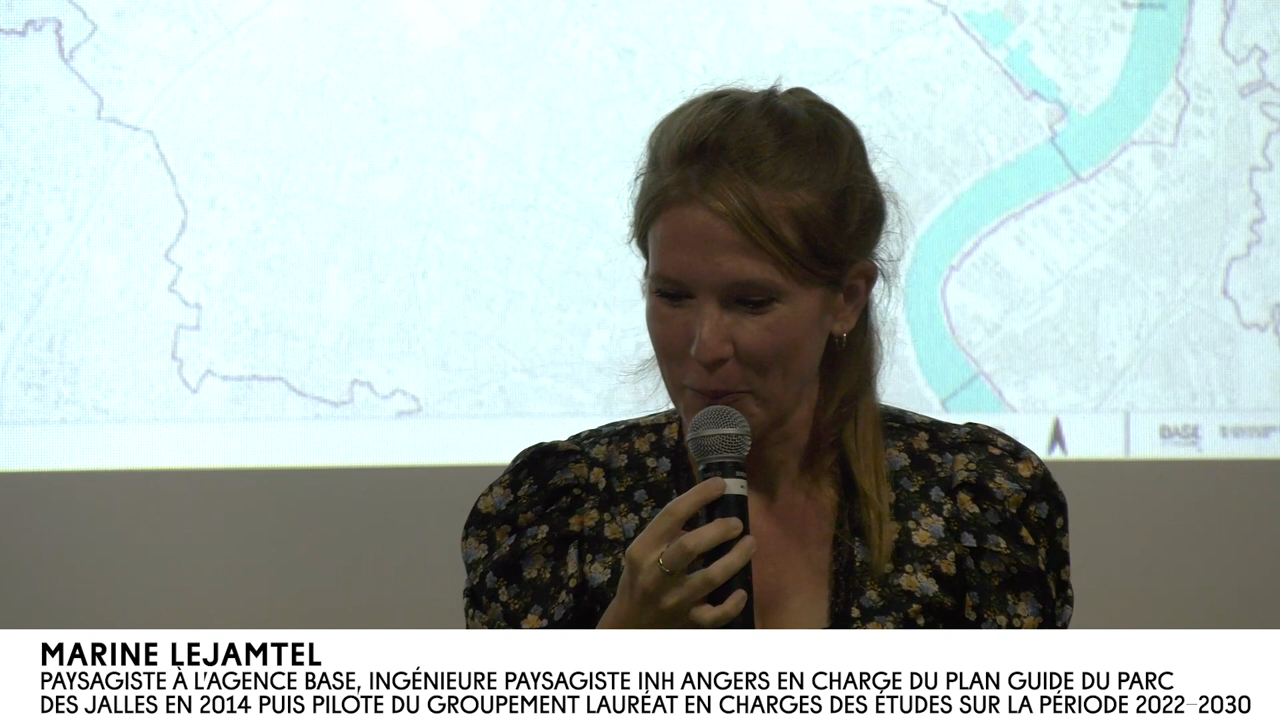 BASE
MARINE LEJAMTEL
PAYSAGISTE À L'AGENCE BASE, INGÉNIEURE PAYSAGISTE INH ANGERS EN CHARGE DU PLAN GUIDE DU PARC
DES JALLES EN 2014 PUIS PILOTE DU GROUPEMENT LAURÉAT EN CHARGES DES ÉTUDES SUR LA PÉRIODE 2022-2030